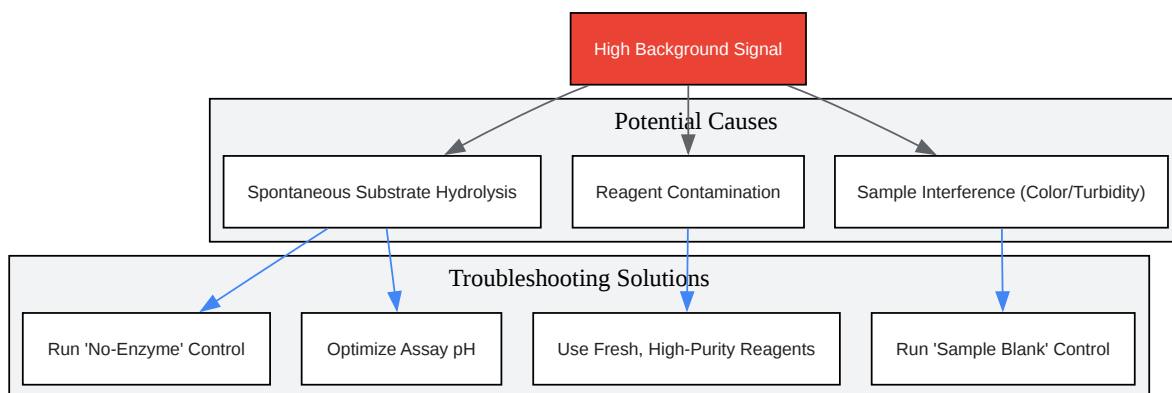 High Background Signal
Potential Causes
Spontaneous Substrate Hydrolysis
Reagent Contamination
Sample Interference (Color/Turbidity)
Troubleshooting Solutions
Run 'No-Enzyme' Control
Optimize Assay pH
Use Fresh, High-Purity Reagents
Run 'Sample Blank' Control